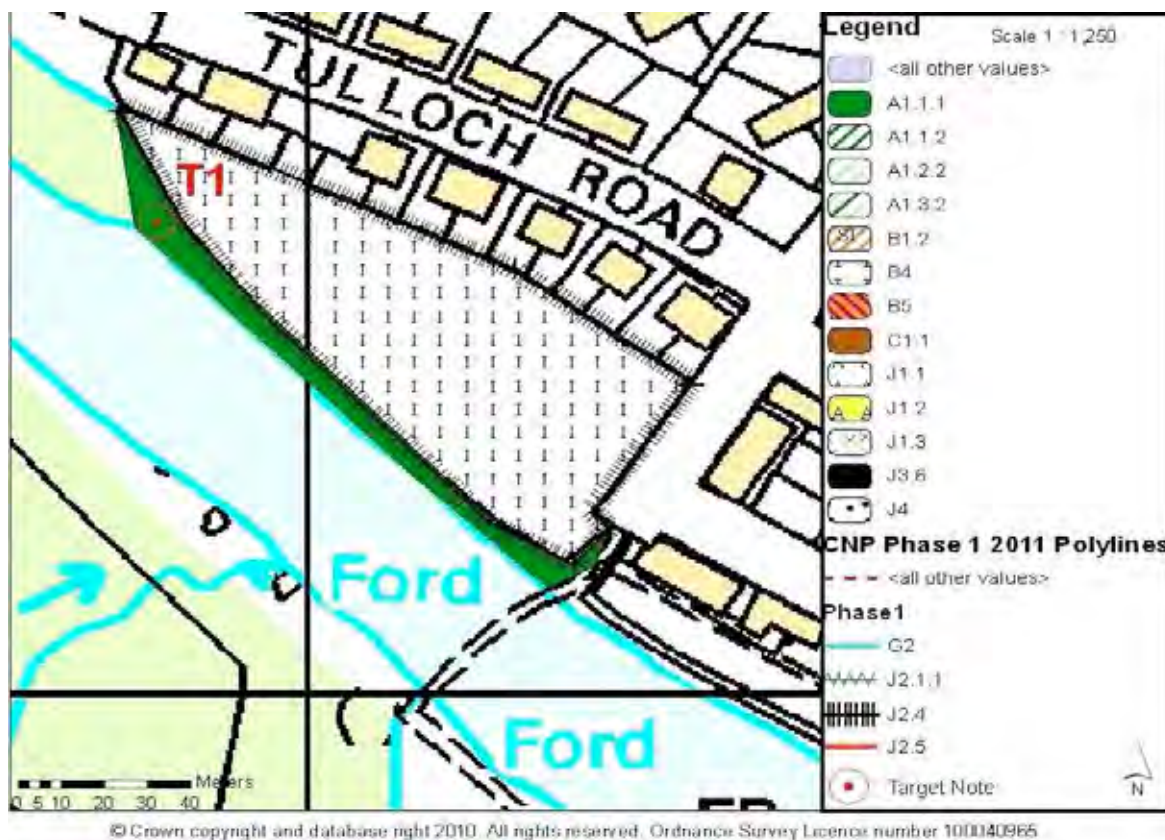 TULLOCH ROAD
T1
Ford
Ford
Meters
0 5 10 20 30 40
Legend
Scale 1:1,250
<all other values>
A1.1.1
A1.1.2
A1.2.2
A1.3.2
B1.2
B4
B5
C1.1
J1.1
J1.2
J1.3
J3.6
J4
CNP Phase 1 2011 Polylines
<all other values>
Phase1
G2
J2.1.1
J2.4
J2.5
Target Note
N
© Crown copyright and database right 2010. All rights reserved. Ordnance Survey Licence number 100040965